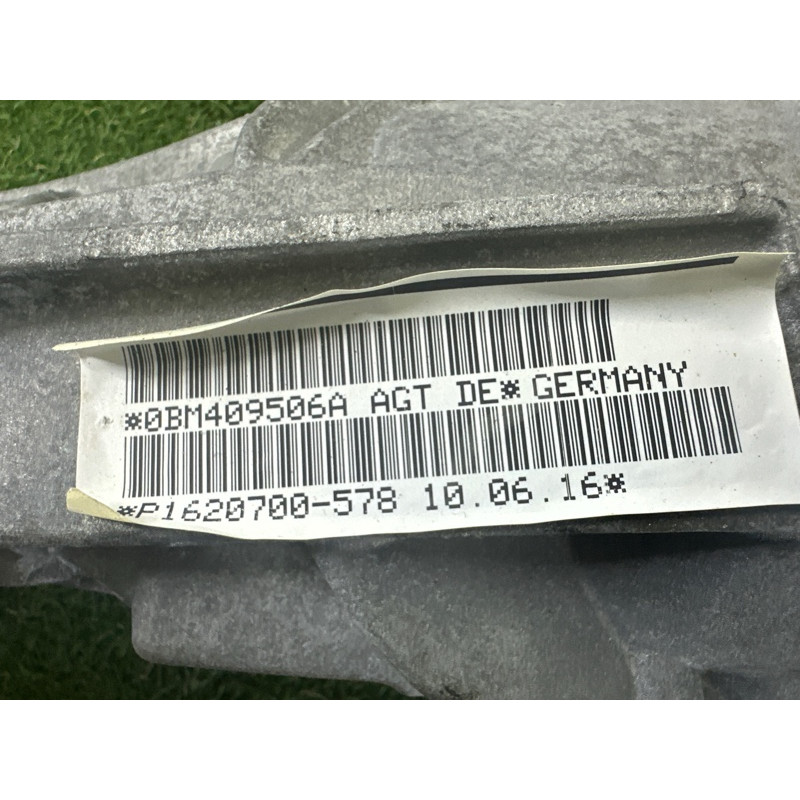 *0BM409506A AGT DE* GERMANY
*P1620700-578 10.06.16*